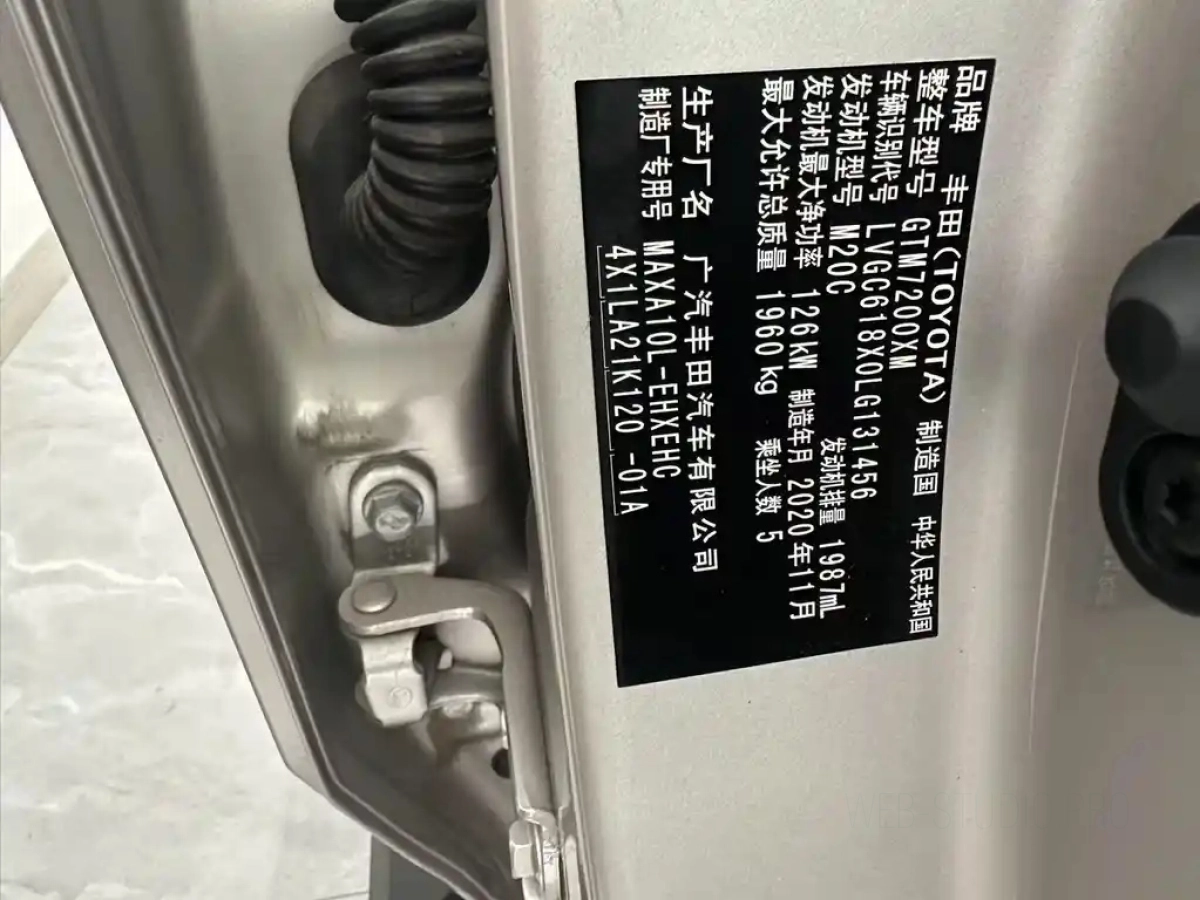 品牌 丰田(TOYOTA) 制造国 中华人民共和国
整车型号 GTM7200XM
车辆识别代号 LVGC618X0LG131456
发动机型号 M20C 发动机排量 1987mL
发动机最大净功率 126kW 制造年月 2020年11月
最大允许总质量 1960kg 乘坐人数 5
生产厂名 广汽丰田汽车有限公司
制造厂专用号 MAXA10L-EHXEHC
4X1LA21K120-01A